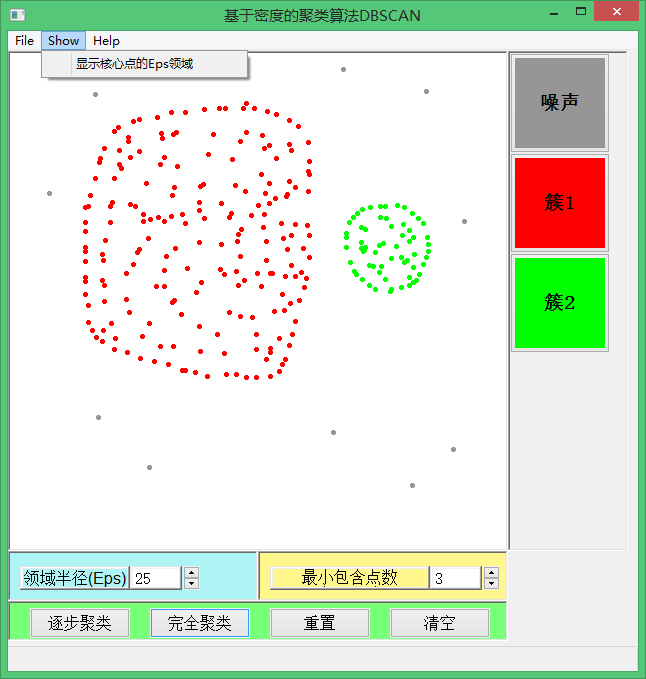 基于密度的聚类算法DBSCAN
File Show Help
显示核心点的Eps领域
噪声
簇1
簇2
领域半径(Eps) 25 最小包含点数 3
逐步聚类 完全聚类 重置 清空